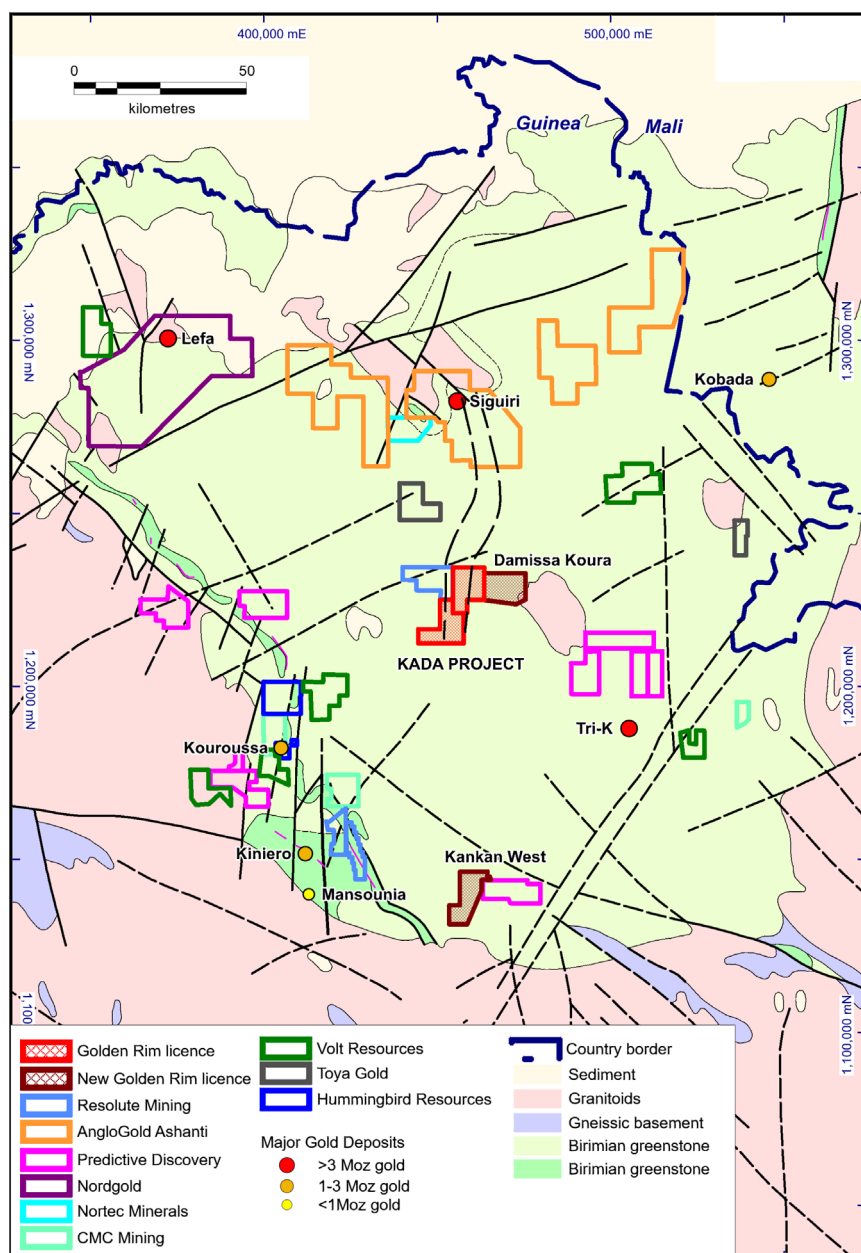 400,000 mE
500,000 mE
0
50
kilometres
Guinea
Mali
1,300,000 mN
1,300,000 mN
Lefa
Kobada
Siguiri
Damissa Koura
KADA PROJECT
1,200,000 mN
1,200,000 mN
Tri-K
Kouroussa
Kiniero
Kankan West
Mansounia
1,100
1,100,000 mN
Golden Rim licence
New Golden Rim licence
Resolute Mining
AngloGold Ashanti
Predictive Discovery
Nordgold
Nortec Minerals
CMC Mining
Volt Resources
Toya Gold
Hummingbird Resources
Major Gold Deposits
>3 Moz gold
1-3 Moz gold
<1Moz gold
Country border
Sediment
Granitoids
Gneissic basement
Birimian greenstone
Birimian greenstone